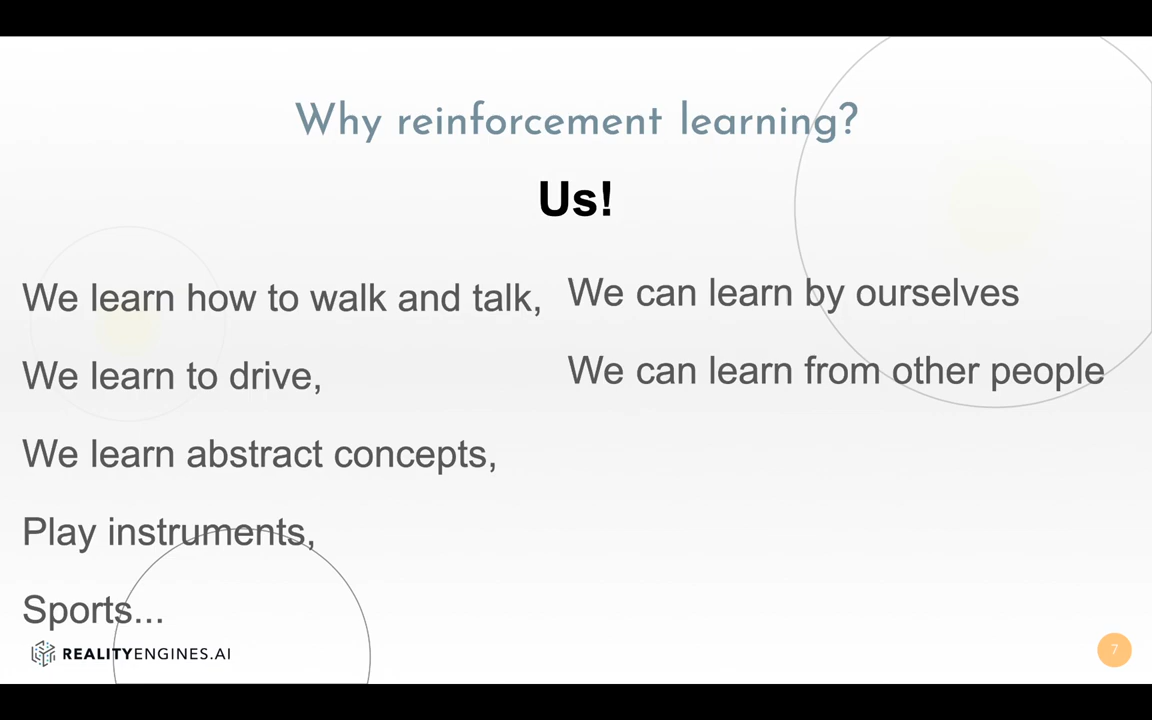 Why reinforcement learning?
Us!
We learn how to walk and talk,
We learn to drive,
We learn abstract concepts,
Play instruments,
Sports...
We can learn by ourselves
We can learn from other people
REALITYENGINES.AI
7